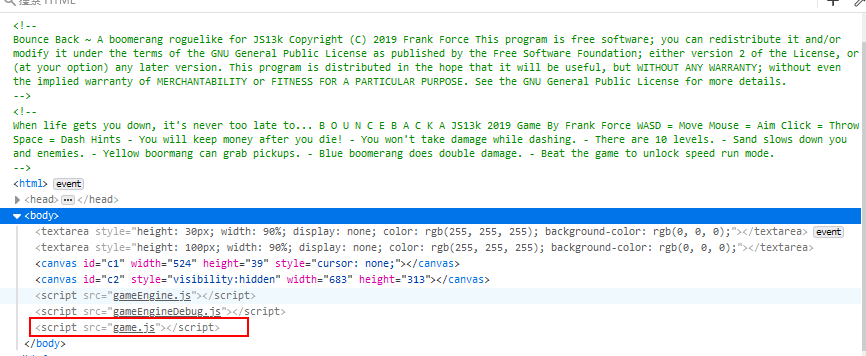 搜索 HTML
<!--
Bounce Back ~ A boomerang roguelike for JS13k Copyright (C) 2019 Frank Force This program is free software; you can redistribute it and/or
modify it under the terms of the GNU General Public License as published by the Free Software Foundation; either version 2 of the License, or
(at your option) any later version. This program is distributed in the hope that it will be useful, but WITHOUT ANY WARRANTY; without even
the implied warranty of MERCHANTABILITY or FITNESS FOR A PARTICULAR PURPOSE. See the GNU General Public License for more details.
-->
<!--
When life gets you down, it's never too late to... B O U N C E B A C K A JS13k 2019 Game By Frank Force WASD = Move Mouse = Aim Click = Throw
Space = Dash Hints - You will keep money after you die! - You won't take damage while dashing. - There are 10 levels. - Sand slows down you
and enemies. - Yellow boormang can grab pickups. - Blue boomerang does double damage. - Beat the game to unlock speed run mode.
-->
<html> event
<head> ••• </head>
<body>
<textarea style="height: 30px; width: 90%; display: none; color: rgb(255, 255, 255); background-color: rgb(0, 0, 0);"></textarea> event
<textarea style="height: 100px; width: 90%; display: none; color: rgb(255, 255, 255); background-color: rgb(0, 0, 0);"></textarea>
<canvas id="c1" width="524" height="39" style="cursor: none;"></canvas>
<canvas id="c2" style="visibility:hidden" width="683" height="313"></canvas>
<script src="gameEngine.js"></script>
<script src="gameEngineDebug.js"></script>
<script src="game.js"></script>
</body>